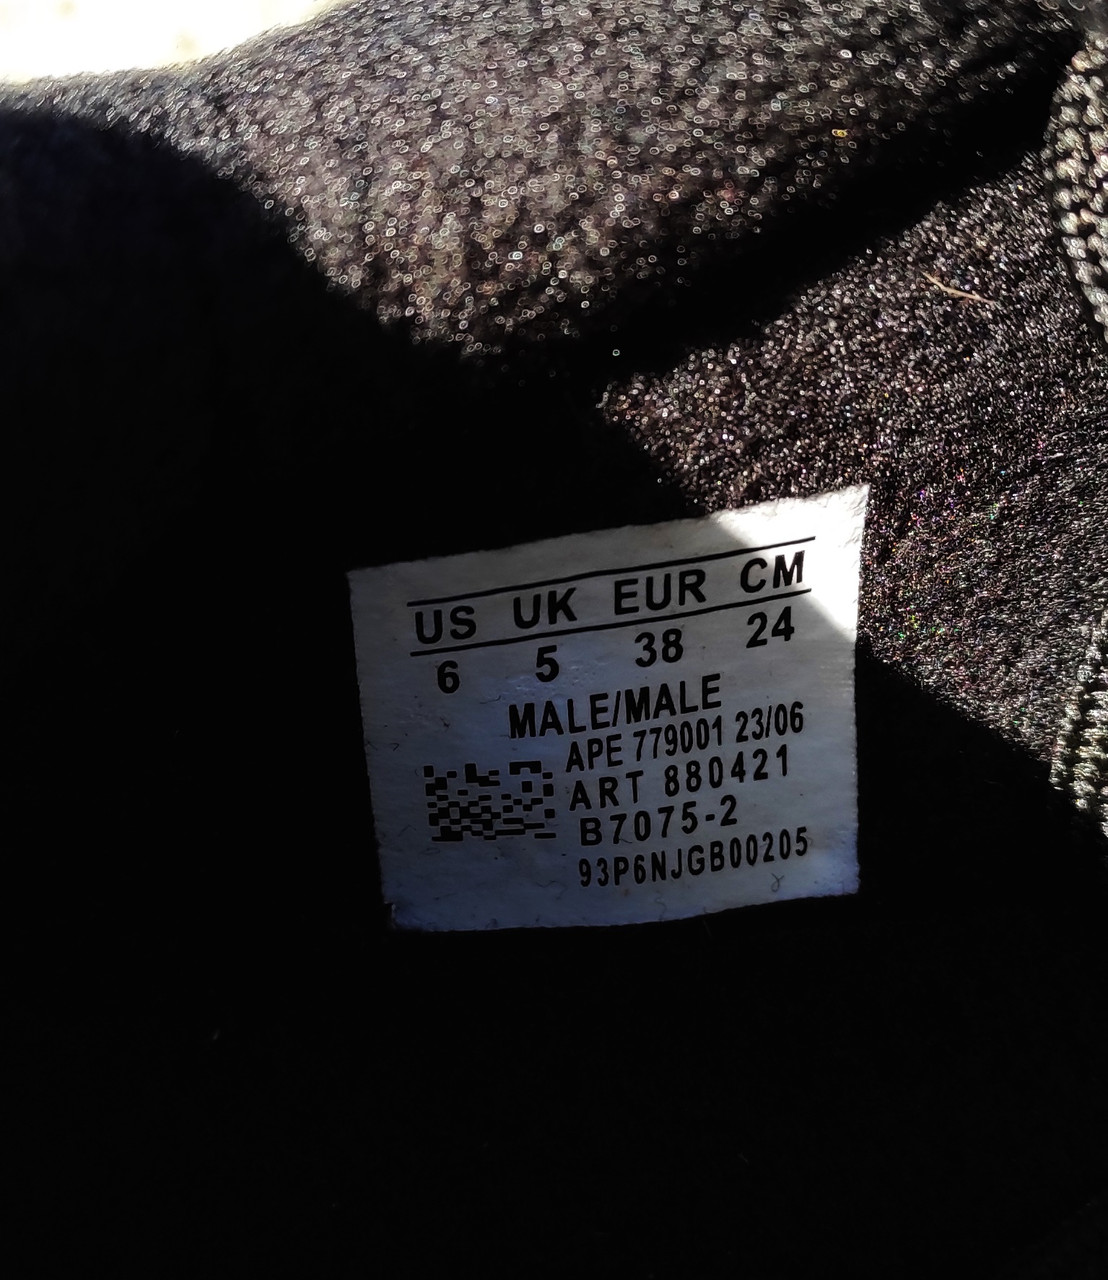 US UK EUR CM
6 5 38 24
MALE/MALE
APE 779001 23/06
ART 880421
B7075-2
93P6NJGB00205